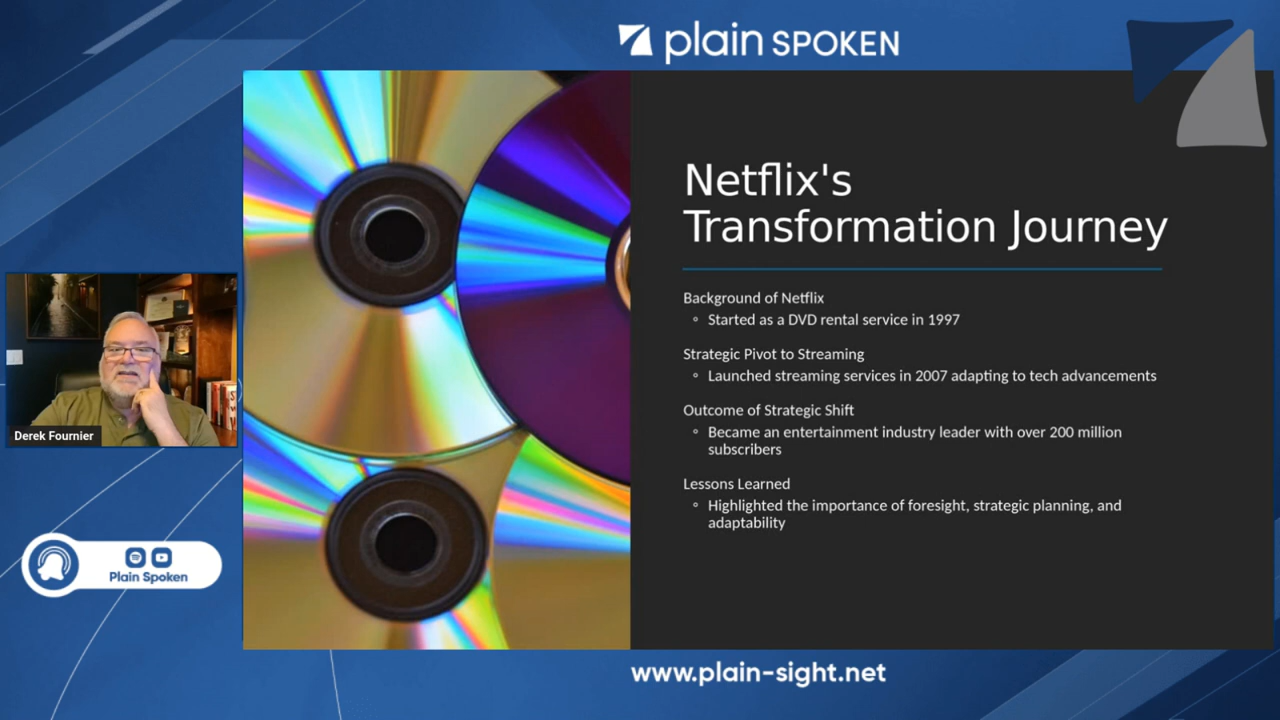 plain SPOKEN
Netflix's
Transformation Journey
Background of Netflix
◦ Started as a DVD rental service in 1997
Strategic Pivot to Streaming
◦ Launched streaming services in 2007 adapting to tech advancements
Outcome of Strategic Shift
◦ Became an entertainment industry leader with over 200 million
subscribers
Lessons Learned
◦ Highlighted the importance of foresight, strategic planning, and
adaptability
Derek Fournier
Plain Spoken
www.plain-sight.net